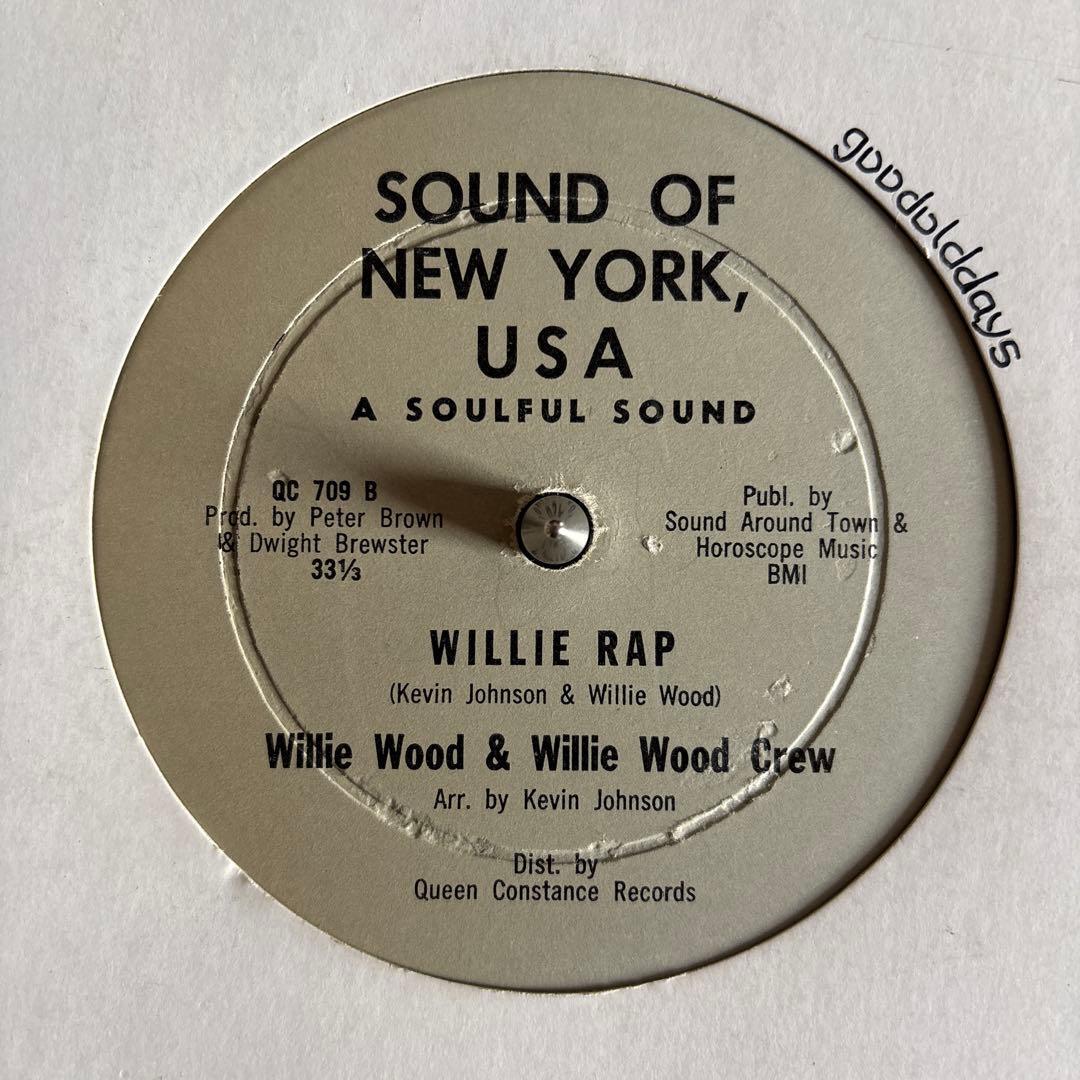 SOUND OF
NEW YORK,
USA
A SOULFUL SOUND
QC 709 B
Prod. by Peter Brown
& Dwight Brewster
33⅓
Publ. by
Sound Around Town &
Horoscope Music
BMI
WILLIE RAP
(Kevin Johnson & Willie Wood)
Willie Wood & Willie Wood Crew
Arr. by Kevin Johnson
Dist. by
Queen Constance Records
goodolddays